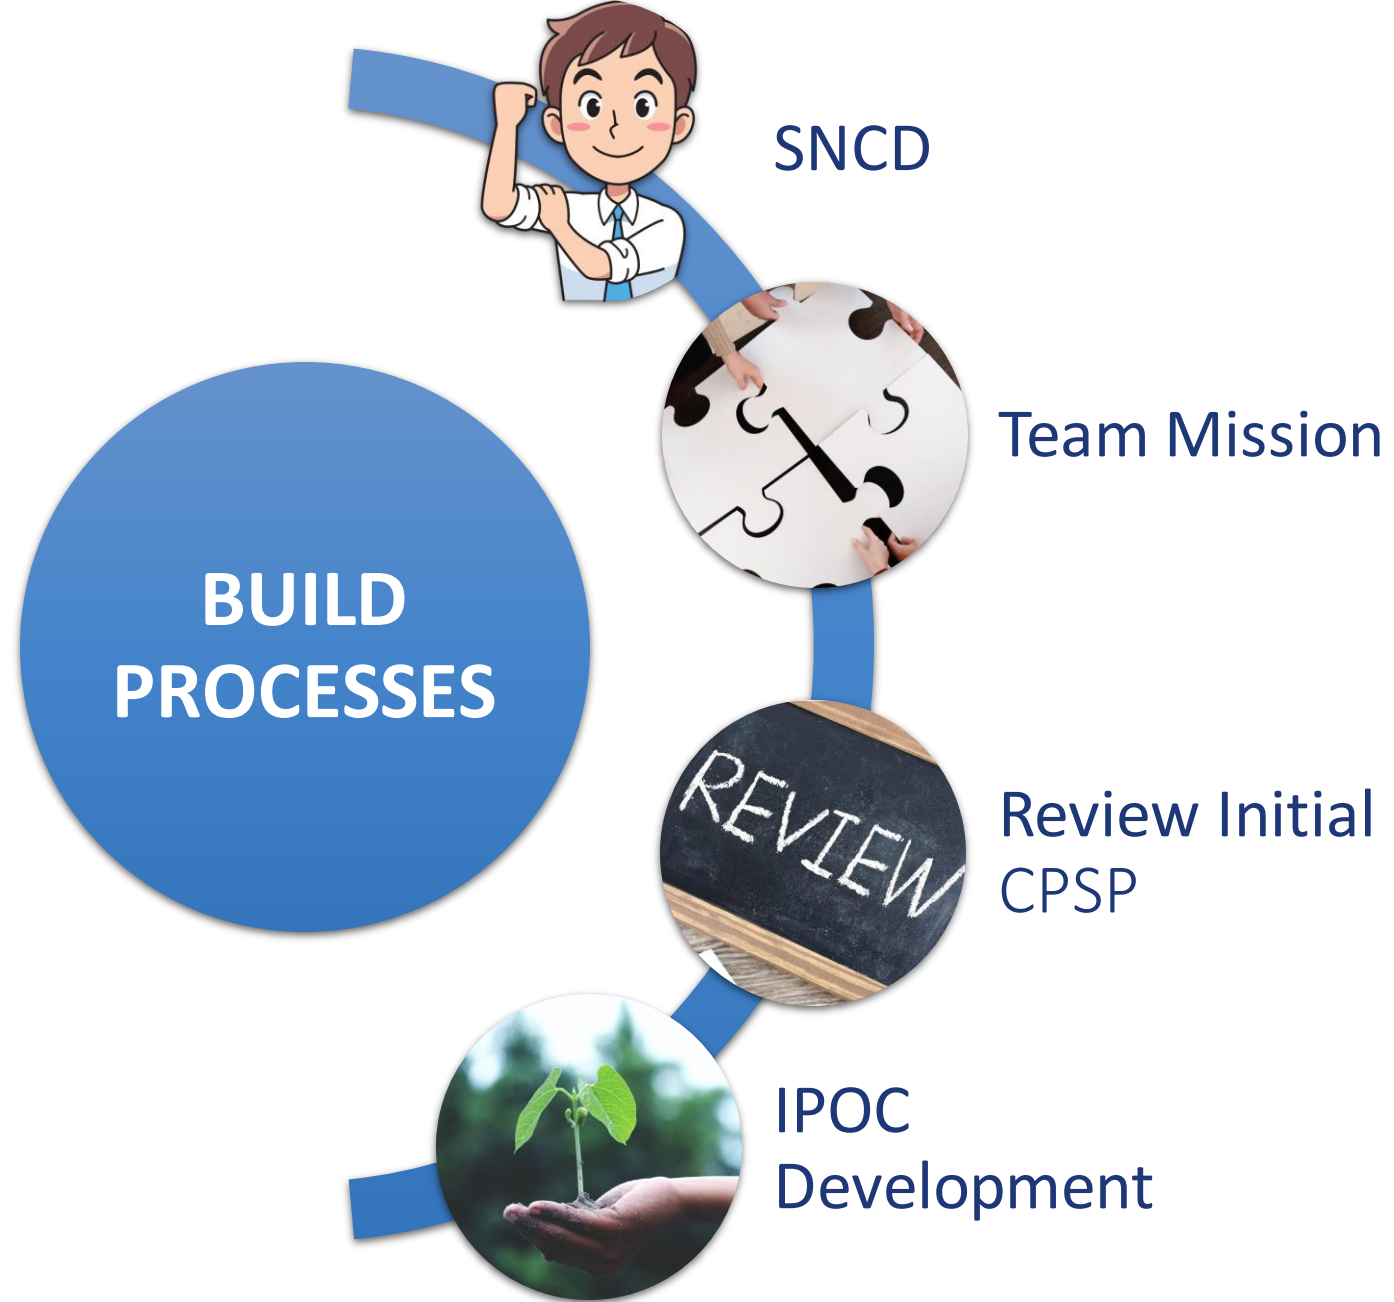 SNCD
Team Mission
BUILD
PROCESSES
REVIEW
Review Initial
CPSP
IPOC
Development